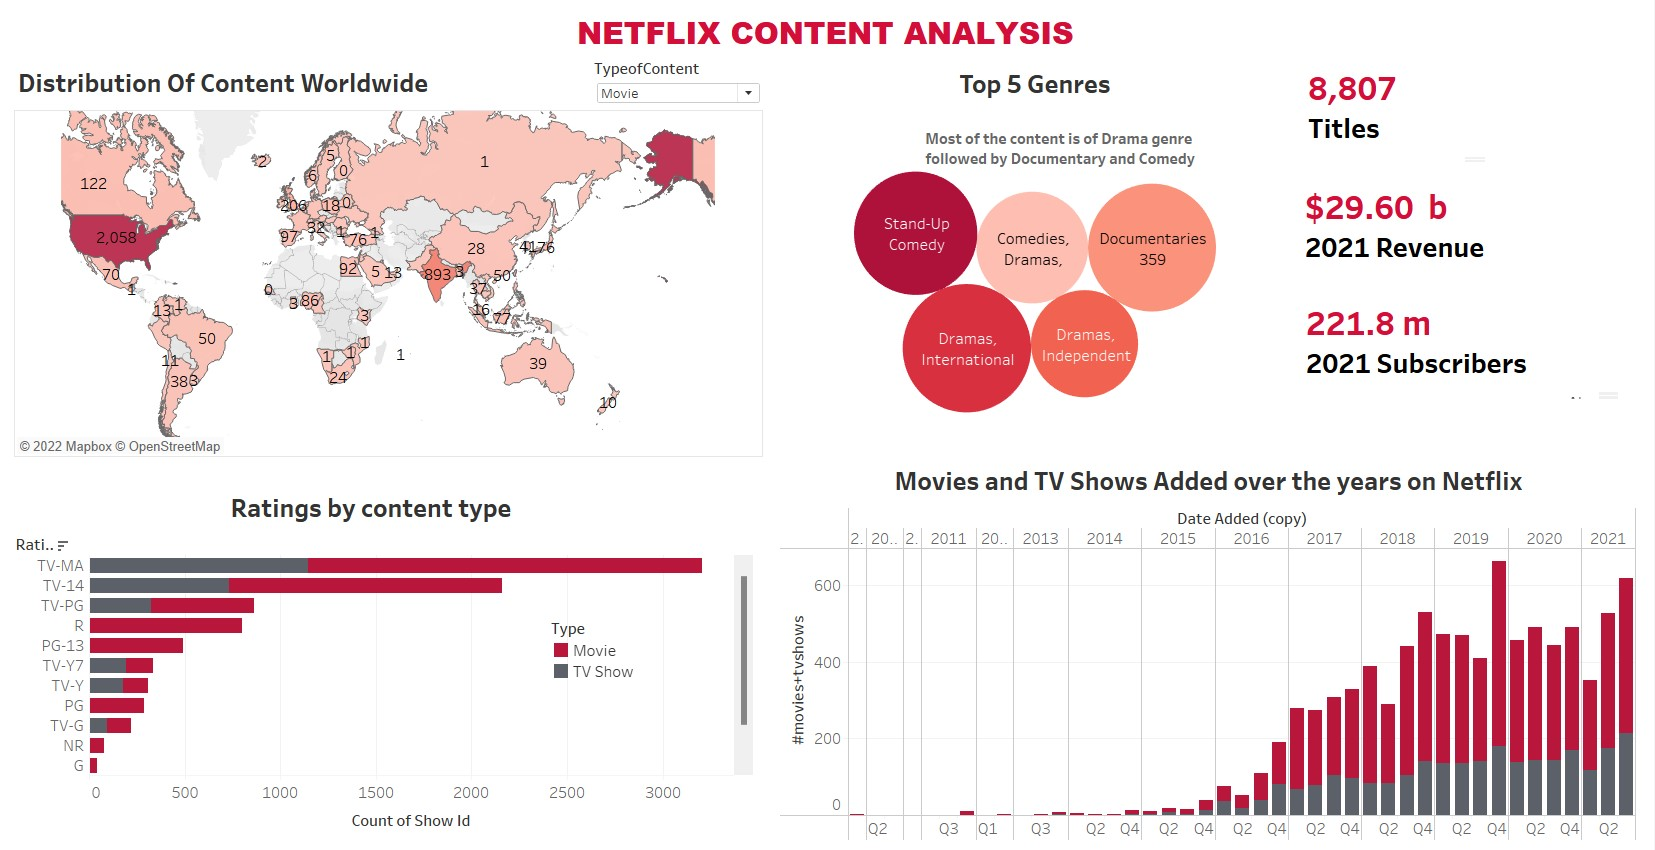 NETFLIX CONTENT ANALYSIS
Distribution Of Content Worldwide
TypeofContent
Movie
122
2,058
70
1
13
1
50
11
38
3
2
5
6
0
1
206
18
0
32
97
1
76
1
92
5
13
0
3
86
3
1
1
1
24
1
893
3
28
50
37
16
77
39
10
© 2022 Mapbox © OpenStreetMap
Top 5 Genres
Most of the content is of Drama genre
followed by Documentary and Comedy
Stand-Up
Comedy
Comedies,
Dramas,
Documentaries
359
Dramas,
International
Dramas,
Independent
8,807
Titles
$29.60 b
2021 Revenue
221.8 m
2021 Subscribers
Ratings by content type
Rati..
TV-MA
TV-14
TV-PG
R
PG-13
TV-Y7
TV-Y
PG
TV-G
NR
G
0 500 1000 1500 2000 2500 3000
Count of Show Id
Type
Movie
TV Show
Movies and TV Shows Added over the years on Netflix
Date Added (copy)
2. 20.. 2. 2011 20.. 2013 2014 2015 2016 2017 2018 2019 2020 2021
#movies+tvshows
600
400
200
0
Q2 Q3 Q1 Q3 Q2 Q4 Q2 Q4 Q2 Q4 Q2 Q4 Q2 Q4 Q2 Q4 Q2 Q4 Q2